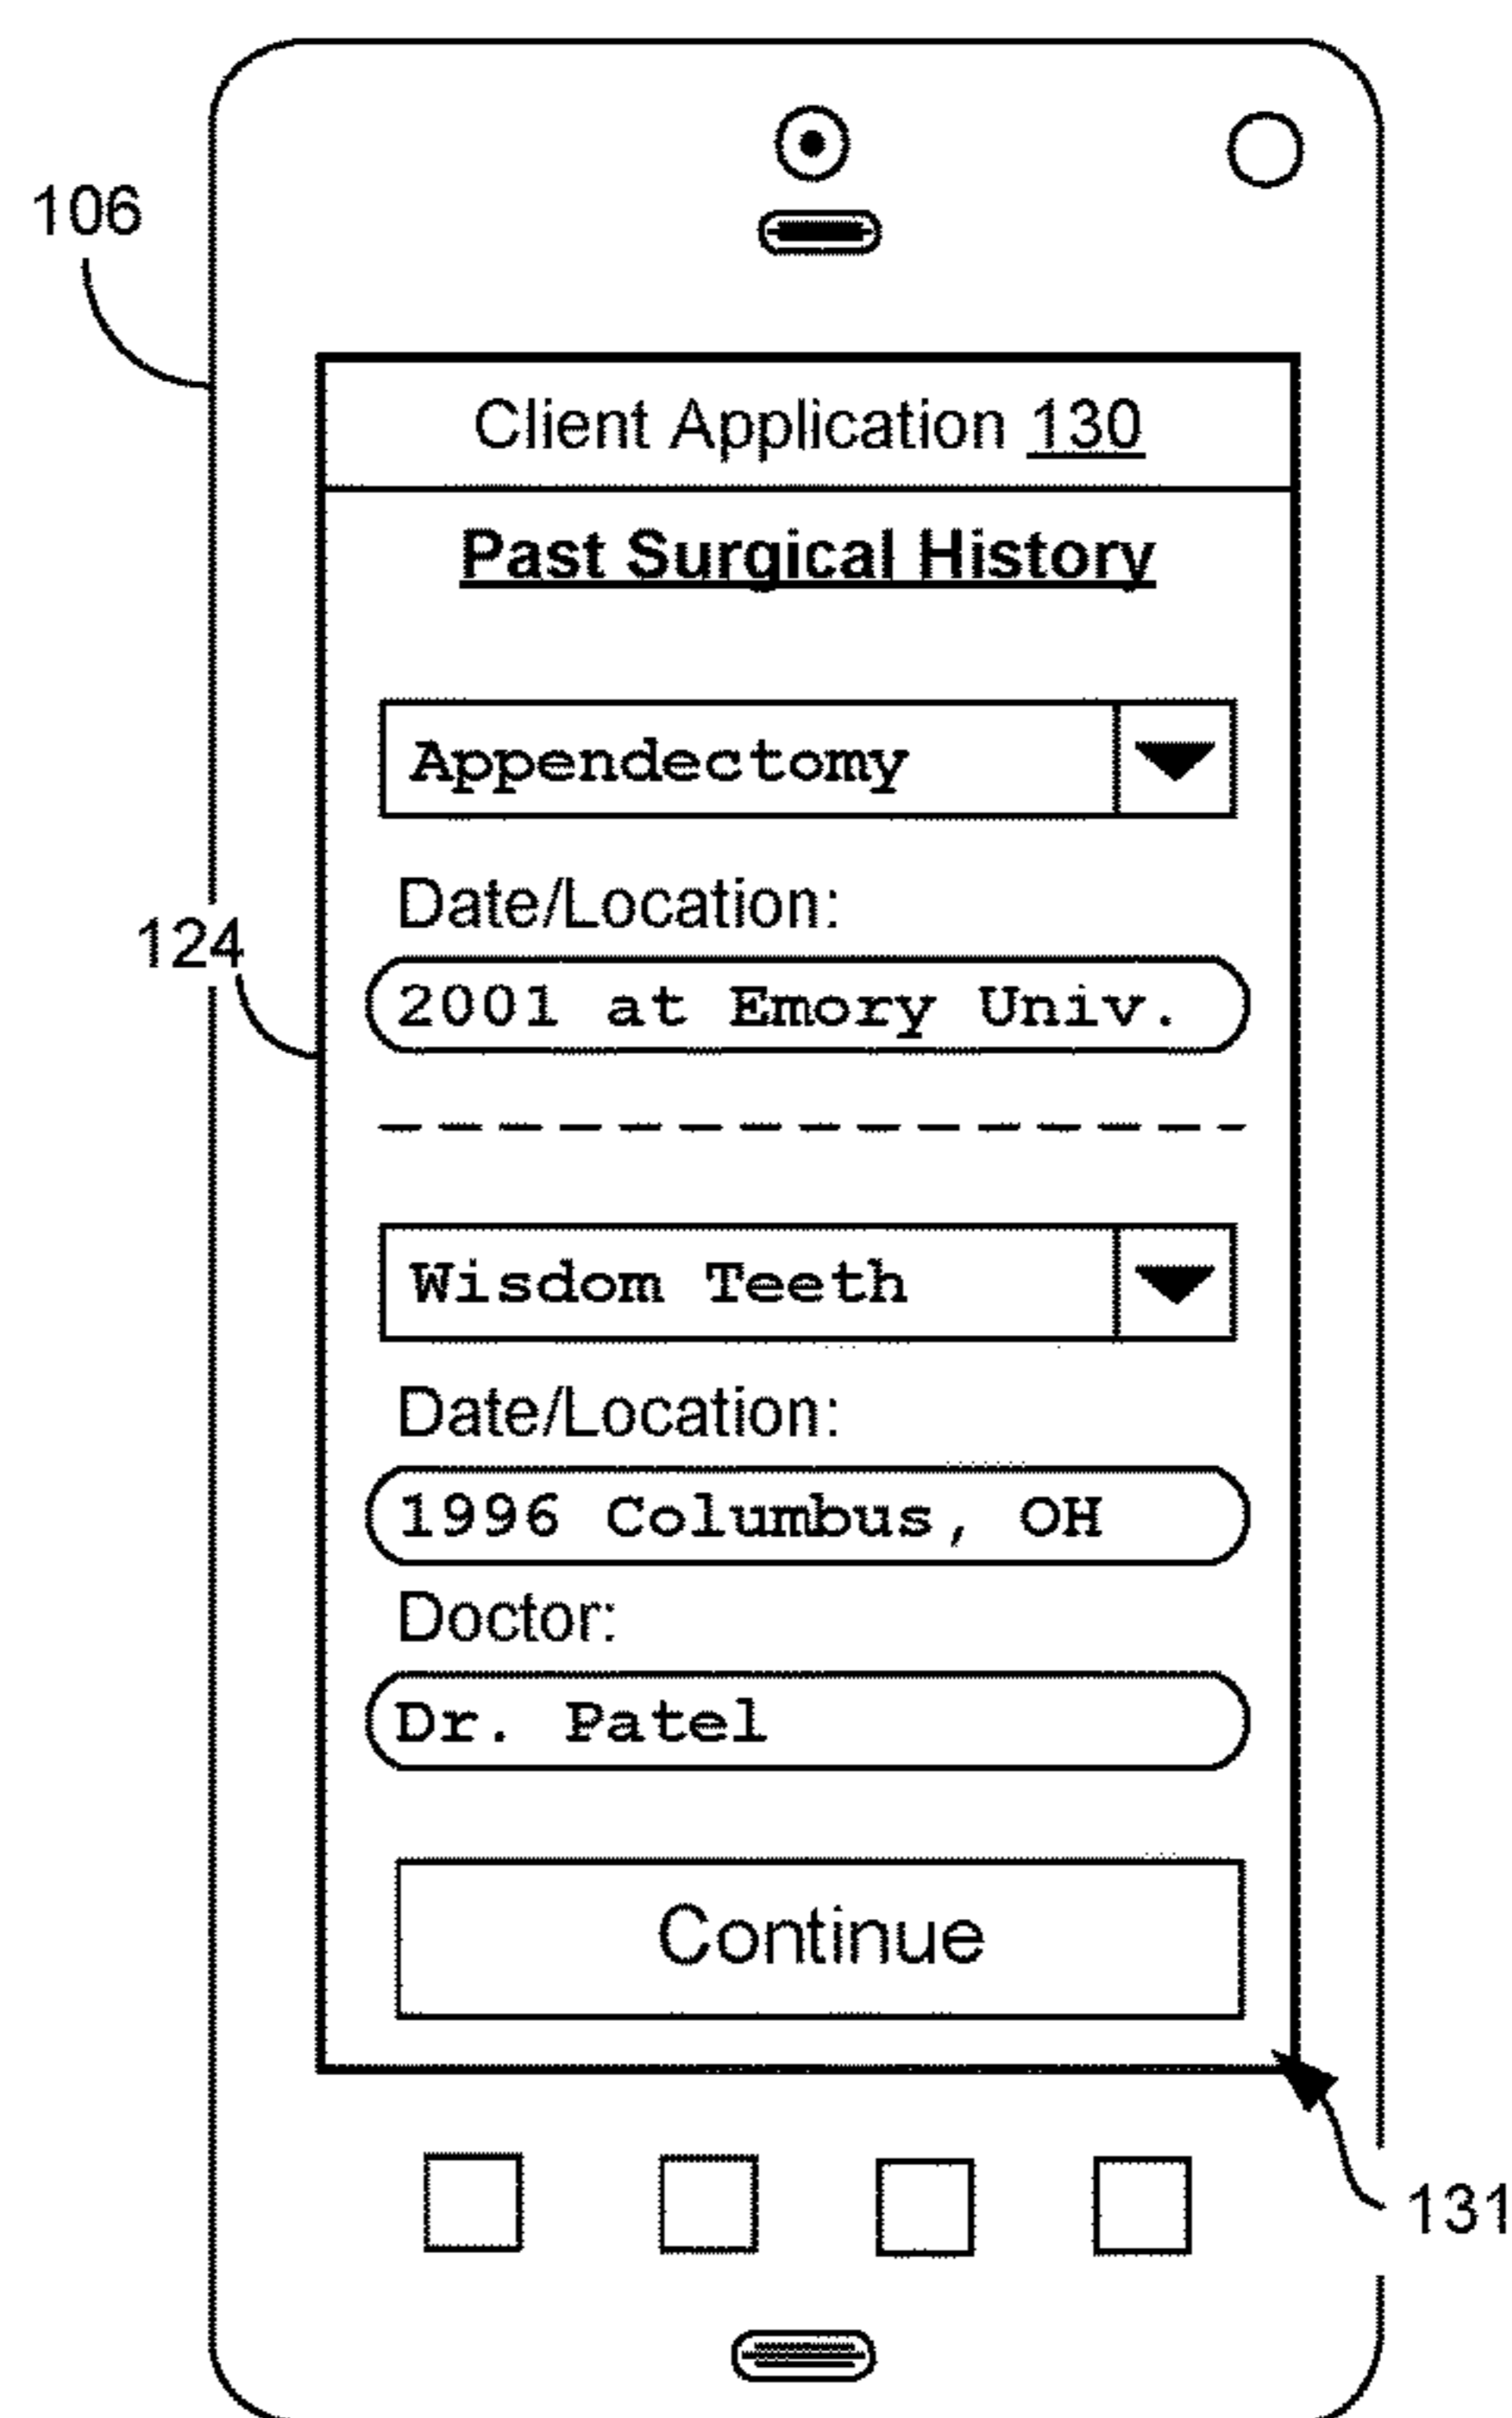 106
Client Application 130
Past Surgical History
Appendectomy
Date/Location:
124
2001 at Emory Univ.
Wisdom Teeth
Date/Location:
1996 Columbus, OH
Doctor:
Dr. Patel
Continue
131